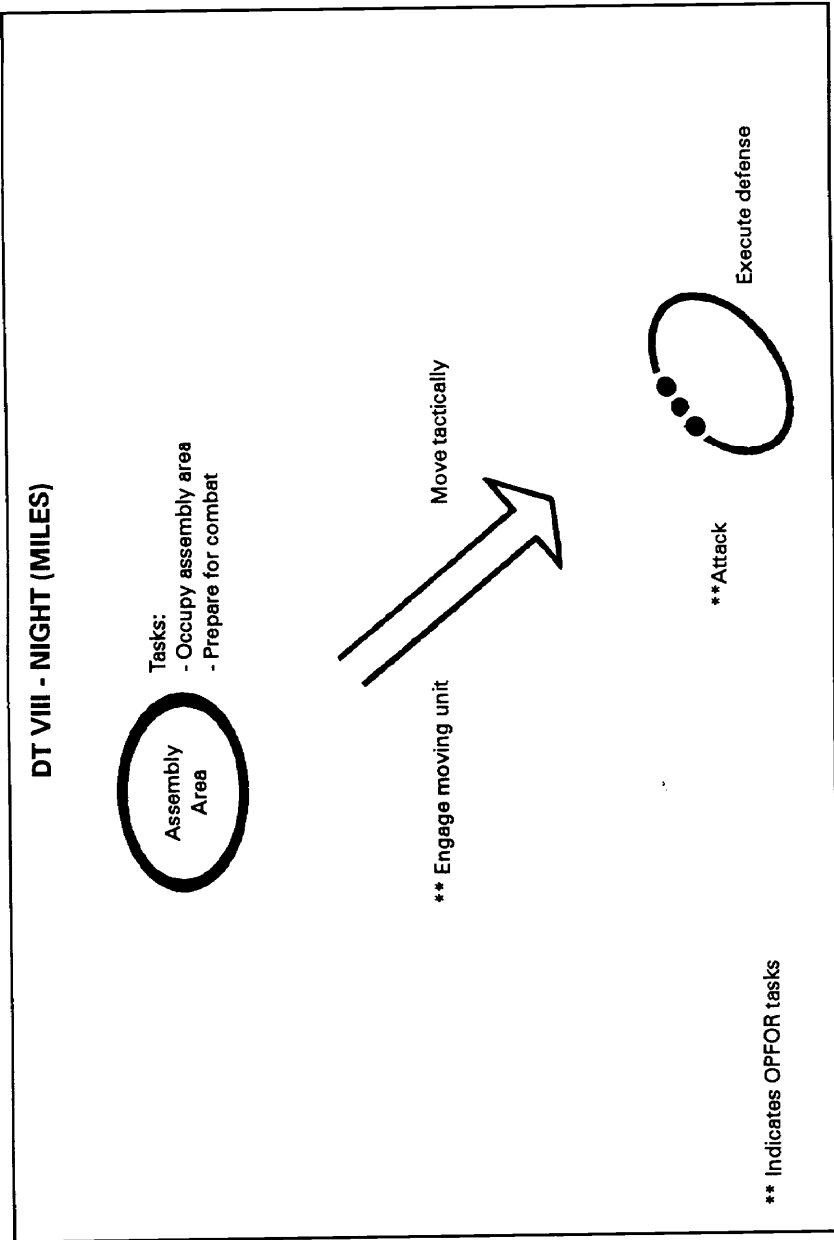 DT VIII - NIGHT (MILES)
Assembly
Area
Tasks:
- Occupy assembly area
- Prepare for combat
** Engage moving unit
Move tactically
**Attack
Execute defense
** Indicates OPFOR tasks